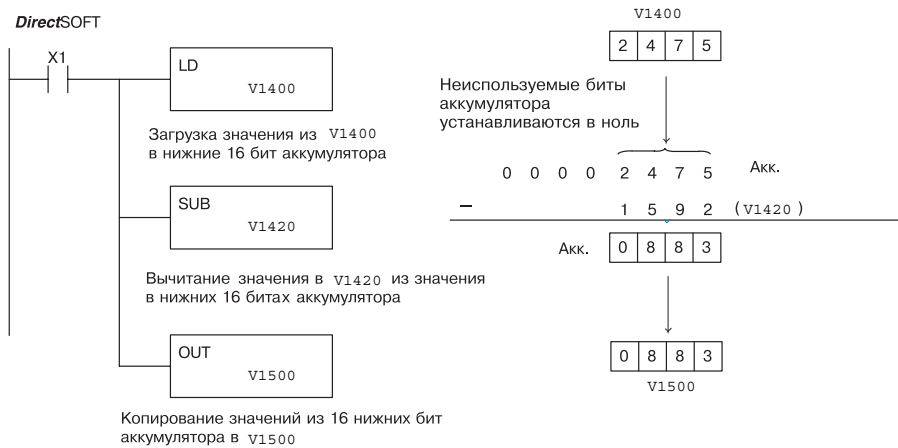 DirectSOFT
X1
LD
V1400
Загрузка значения из V1400
в нижние 16 бит аккумулятора
SUB
V1420
Вычитание значения в V1420 из значения
в нижних 16 битах аккумулятора
OUT
V1500
Копирование значений из 16 нижних бит
аккумулятора в V1500
V1400
2 4 7 5
Неиспользуемые биты
аккумулятора
устанавливаются в ноль
0 0 0 0 2 4 7 5 Акк.
– 1 5 9 2 (V1420)
Акк. 0 8 8 3
0 8 8 3
V1500